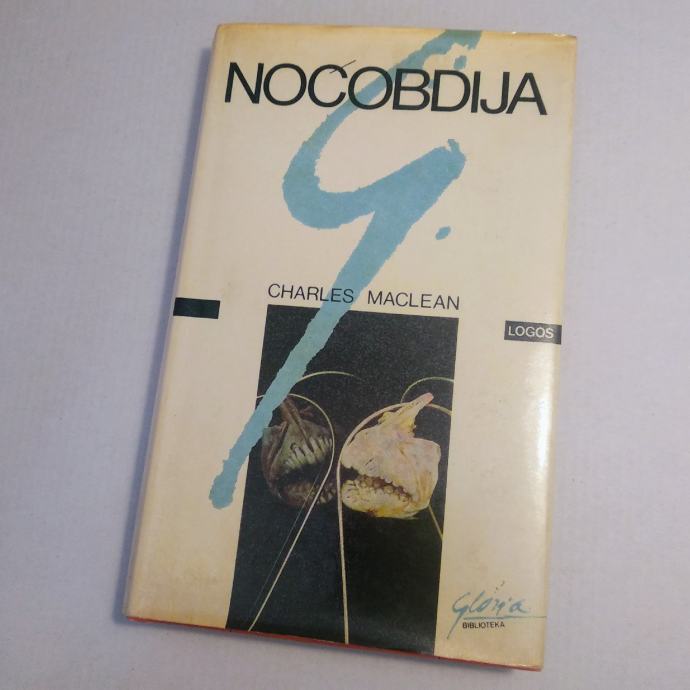 NOĆOBDIJA
CHARLES MACLEAN
LOGOS
Gloria
BIBLIOTEKA